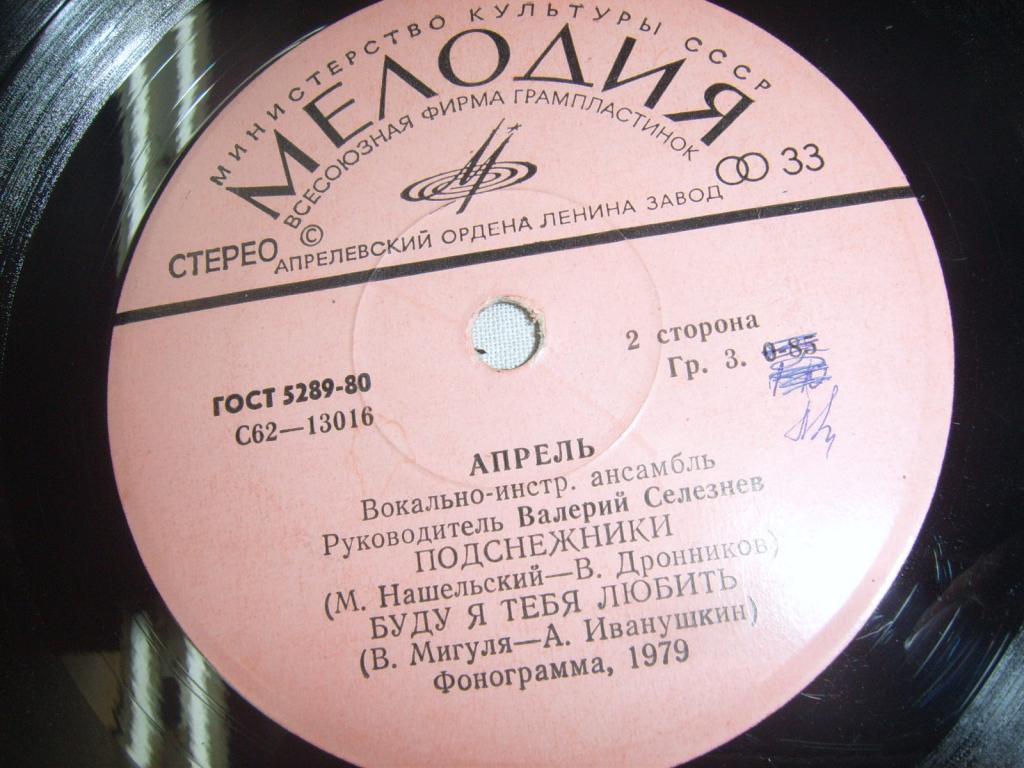 МИНИСТЕРСТВО КУЛЬТУРЫ СССР
МЕЛОДИЯ
ВСЕСОЮЗНАЯ ФИРМА ГРАМПЛАСТИНОК
33
СТЕРЕО
©
АПРЕЛЕВСКИЙ ОРДЕНА ЛЕНИНА ЗАВОД
2 сторона
Гр. 3. 0-85
ГОСТ 5289-80
С62—13016
АПРЕЛЬ
Вокально-инстр. ансамбль
Руководитель Валерий Селезнев
ПОДСНЕЖНИКИ
(М. Нашельский—В. Дронников)
БУДУ Я ТЕБЯ ЛЮБИТЬ
(В. Мигуля—А. Иванушкин)
Фонограмма, 1979